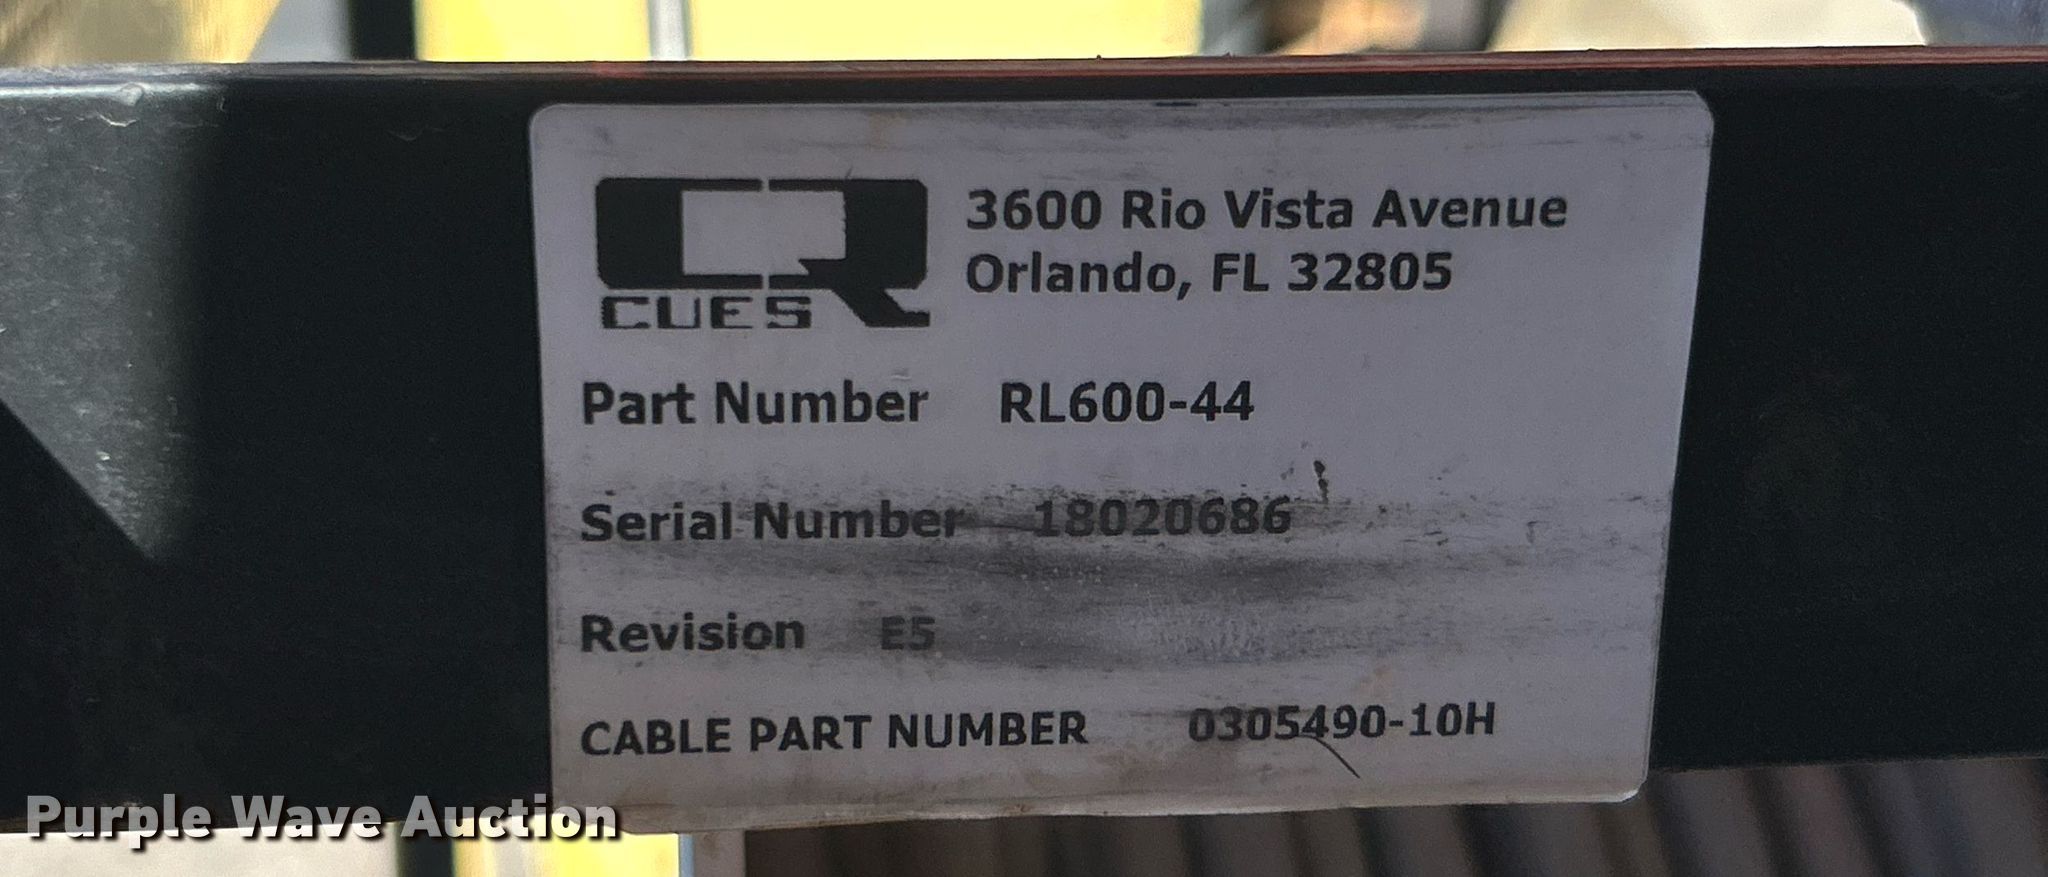 CUES
3600 Rio Vista Avenue
Orlando, FL 32805
Part Number RL600-44
Serial Number 18020686
Revision E5
CABLE PART NUMBER 0305490-10H
Purple Wave Auction